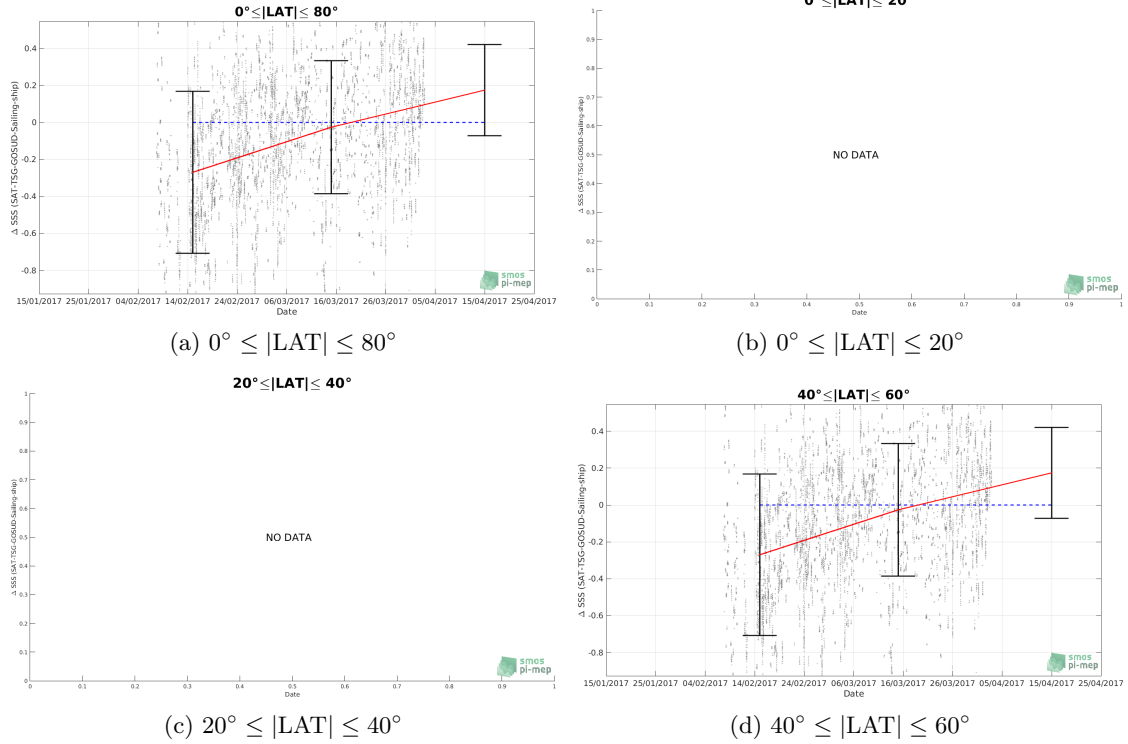 0°≤|LAT|≤ 80°
Δ SSS (SAT-TSG-GOSUD-Sailing-ship)
0.4
0.2
0
-0.2
-0.4
-0.6
-0.8
15/01/2017 25/01/2017 04/02/2017 14/02/2017 24/02/2017 06/03/2017 16/03/2017 26/03/2017 05/04/2017 15/04/2017 25/04/2017
Date
smos
pi-mep
(a) 0° ≤ |LAT| ≤ 80°
0°≤|LAT|≤ 20°
Δ SSS (SAT-TSG-GOSUD-Sailing-ship)
1
0.9
0.8
0.7
0.6
0.5
0.4
0.3
0.2
0.1
0
NO DATA
0 0.1 0.2 0.3 0.4 0.5 0.6 0.7 0.8 0.9 1
Date
smos
pi-mep
(b) 0° ≤ |LAT| ≤ 20°
20°≤|LAT|≤ 40°
Δ SSS (SAT-TSG-GOSUD-Sailing-ship)
1
0.9
0.8
0.7
0.6
0.5
0.4
0.3
0.2
0.1
0
NO DATA
0 0.1 0.2 0.3 0.4 0.5 0.6 0.7 0.8 0.9 1
Date
smos
pi-mep
(c) 20° ≤ |LAT| ≤ 40°
40°≤|LAT|≤ 60°
Δ SSS (SAT-TSG-GOSUD-Sailing-ship)
0.4
0.2
0
-0.2
-0.4
-0.6
-0.8
15/01/2017 25/01/2017 04/02/2017 14/02/2017 24/02/2017 06/03/2017 16/03/2017 26/03/2017 05/04/2017 15/04/2017 25/04/2017
Date
smos
pi-mep
(d) 40° ≤ |LAT| ≤ 60°